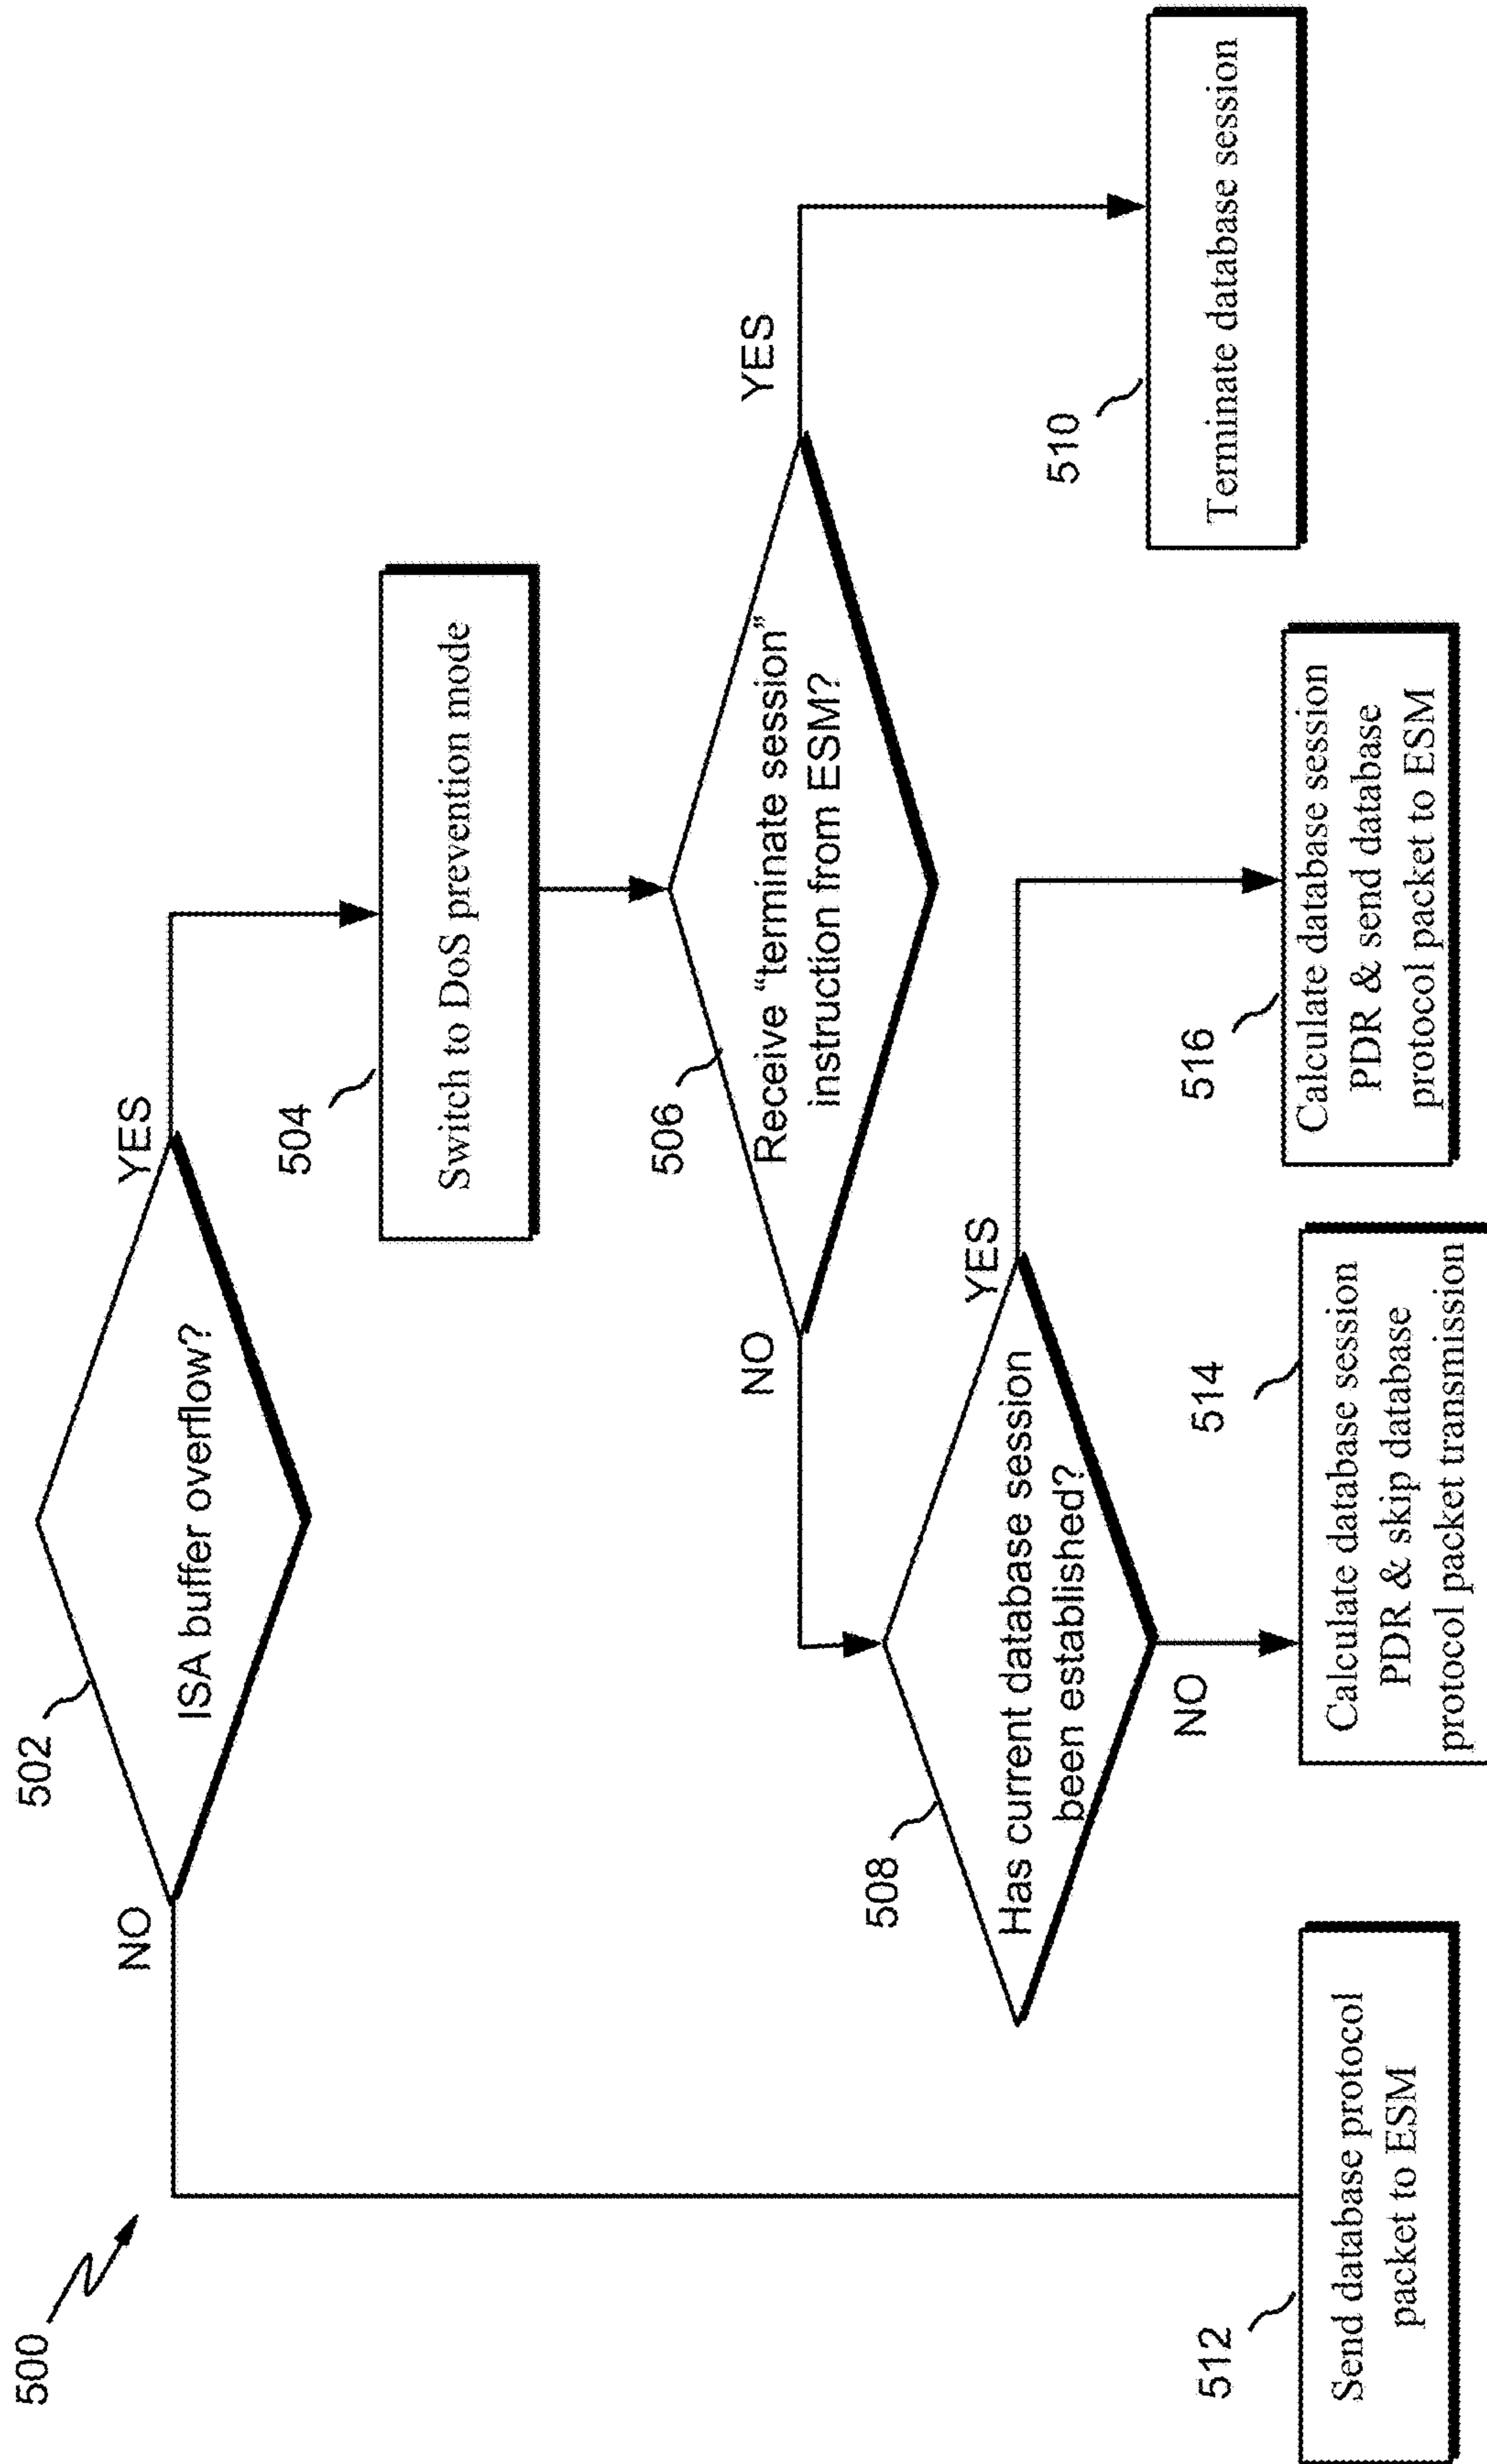 500
502
ISA buffer overflow?
NO
YES
504
Switch to DoS prevention mode
506
Receive “terminate session”
instruction from ESM?
NO
YES
508
Has current database session
been established?
YES
NO
510
Terminate database session
512
Send database protocol
packet to ESM
514
Calculate database session
PDR & skip database
protocol packet transmission
516
Calculate database session
PDR & send database
protocol packet to ESM